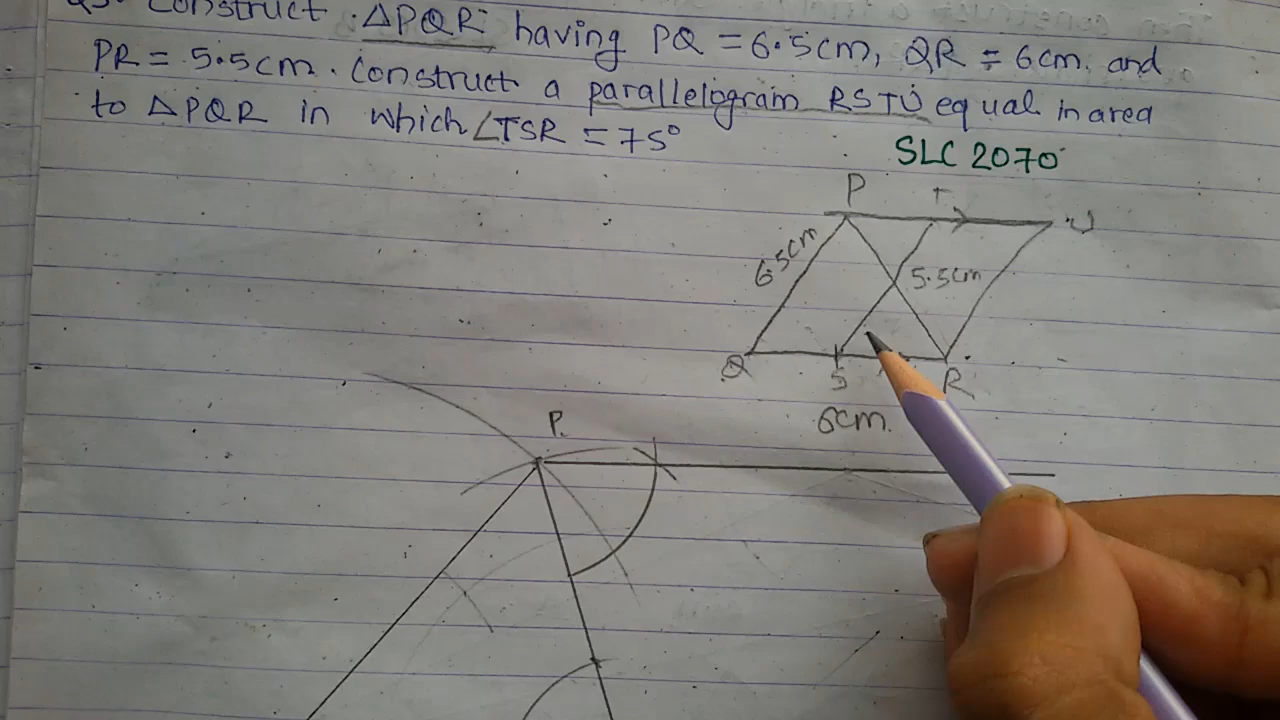 Q3. Construct ΔPQR having PQ = 6.5cm, QR = 6cm and
PR = 5.5cm. Construct a parallelogram RSTU equal in area
to ΔPQR in which ∠TSR = 75°
SLC 2070
P T U
6.5cm
5.5cm
Q S R
6cm.
P.